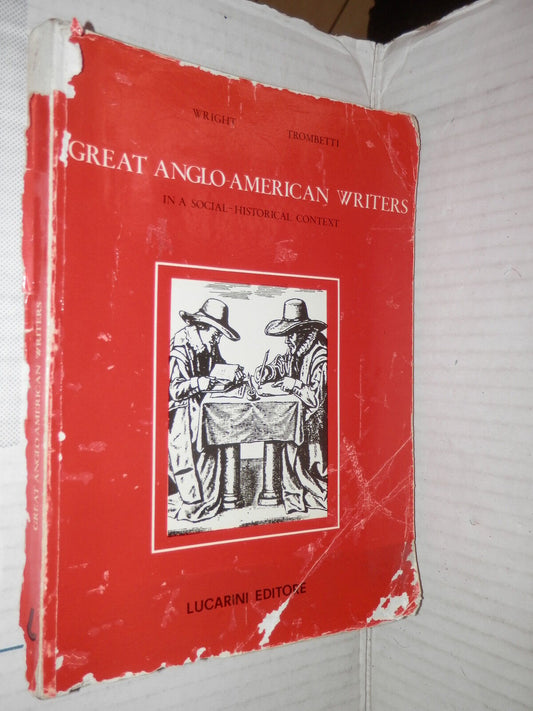 WRIGHT TROMBETTI
GREAT ANGLO-AMERICAN WRITERS
IN A SOCIAL-HISTORICAL CONTEXT
LUCARINI EDITORE
GREAT ANGLO-AMERICAN WRITERS